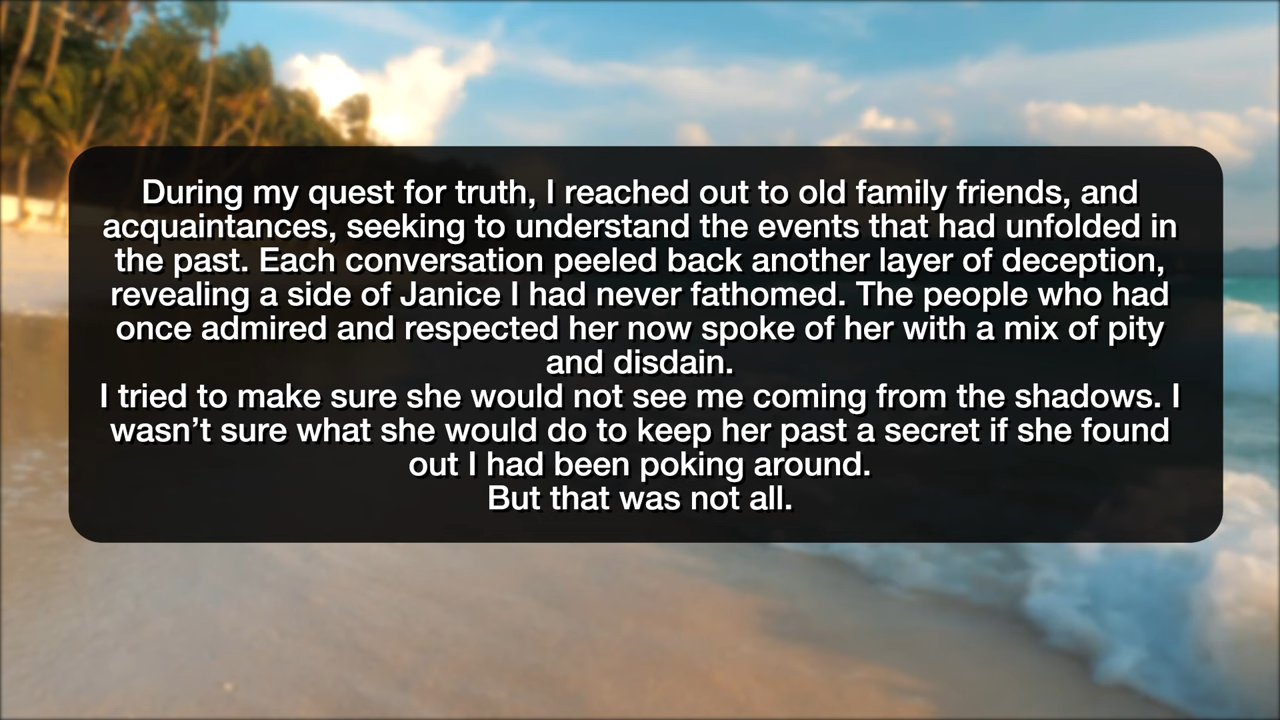 During my quest for truth, I reached out to old family friends, and
acquaintances, seeking to understand the events that had unfolded in
the past. Each conversation peeled back another layer of deception,
revealing a side of Janice I had never fathomed. The people who had
once admired and respected her now spoke of her with a mix of pity
and disdain.
I tried to make sure she would not see me coming from the shadows. I
wasn’t sure what she would do to keep her past a secret if she found
out I had been poking around.
But that was not all.